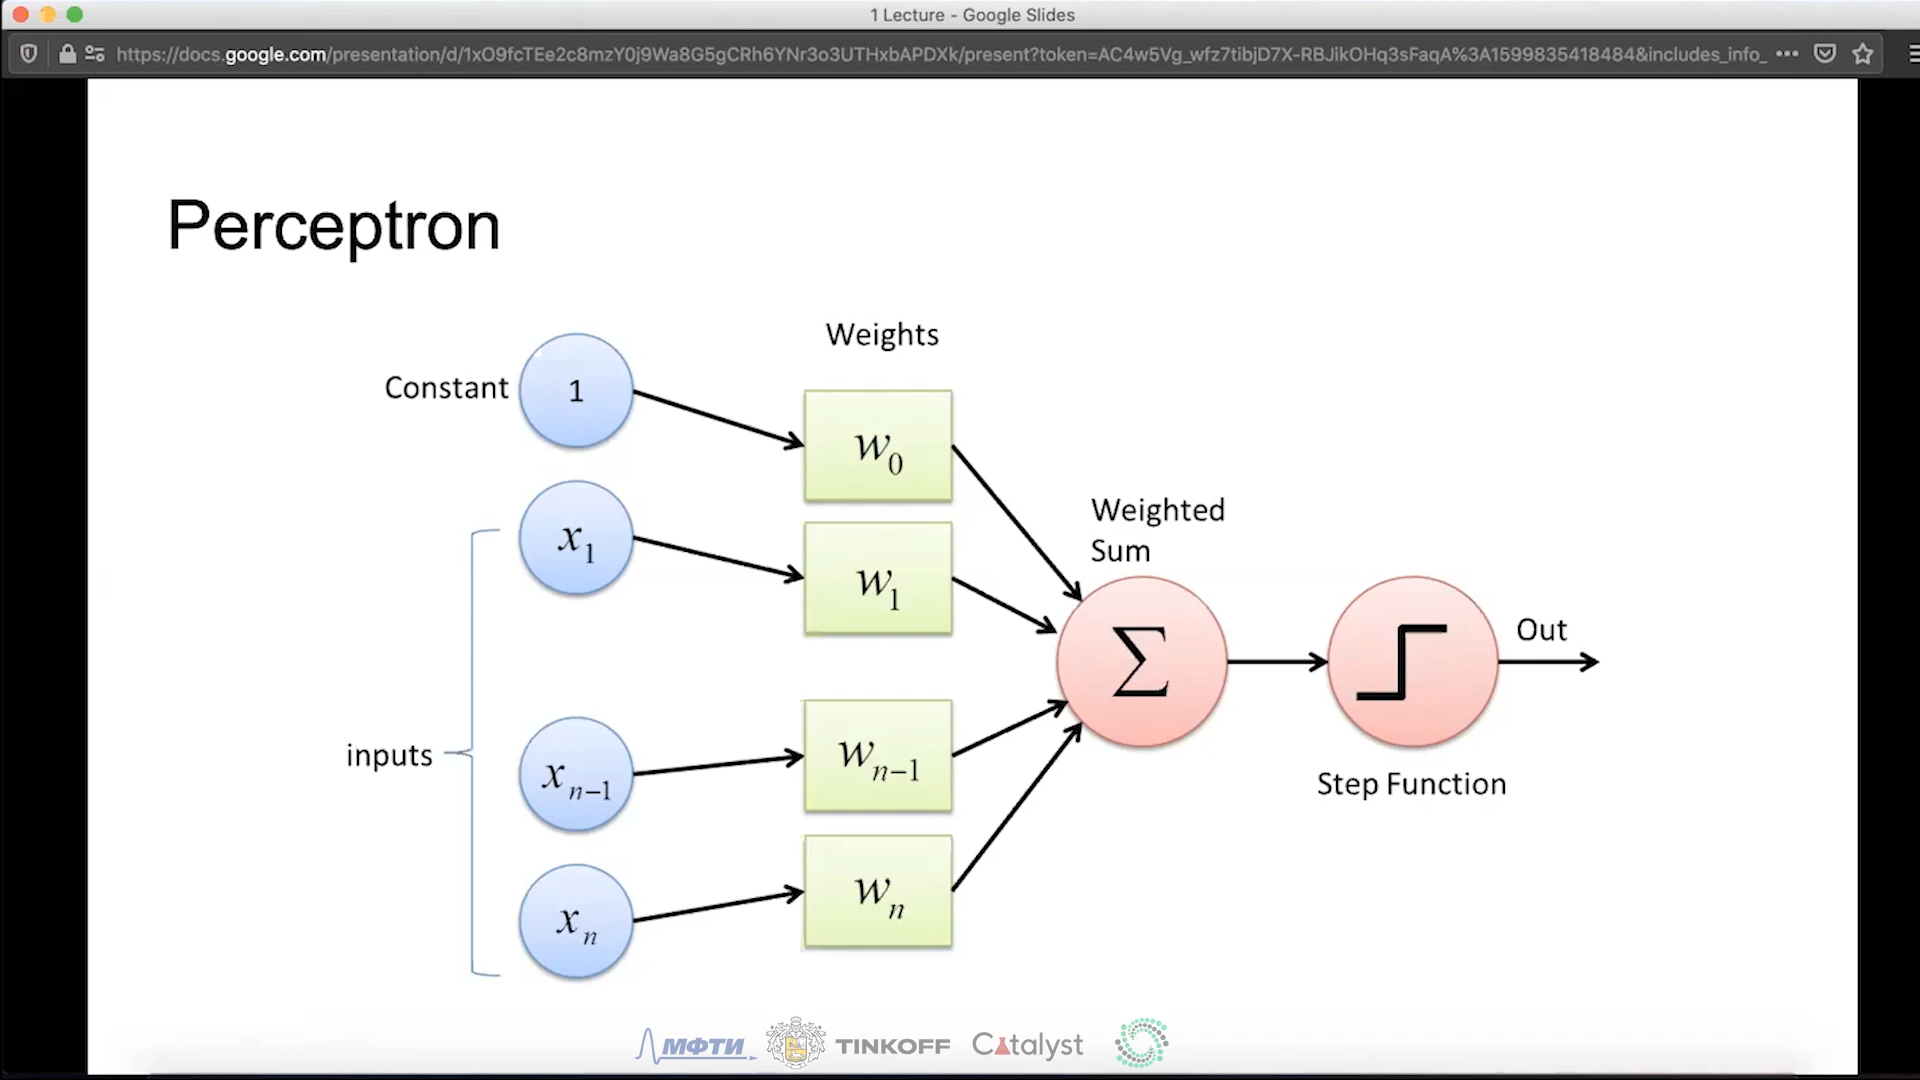 1 Lecture - Google Slides
https://docs.google.com/presentation/d/1xO9fcTEe2c8mzY0j9Wa8G5gCRh6YNr3o3UTHxbAPDXk/present?token=AC4w5Vg_wfz7tibjD7X-RBJikOHq3sFaqA%3A1599835418484&includes_info_
Perceptron
Weights
Constant
1
w0
x1
w1
Weighted
Sum
Σ
Out
inputs
xn−1
wn−1
Step Function
xn
wn
МФТИ TINKOFF Catalyst